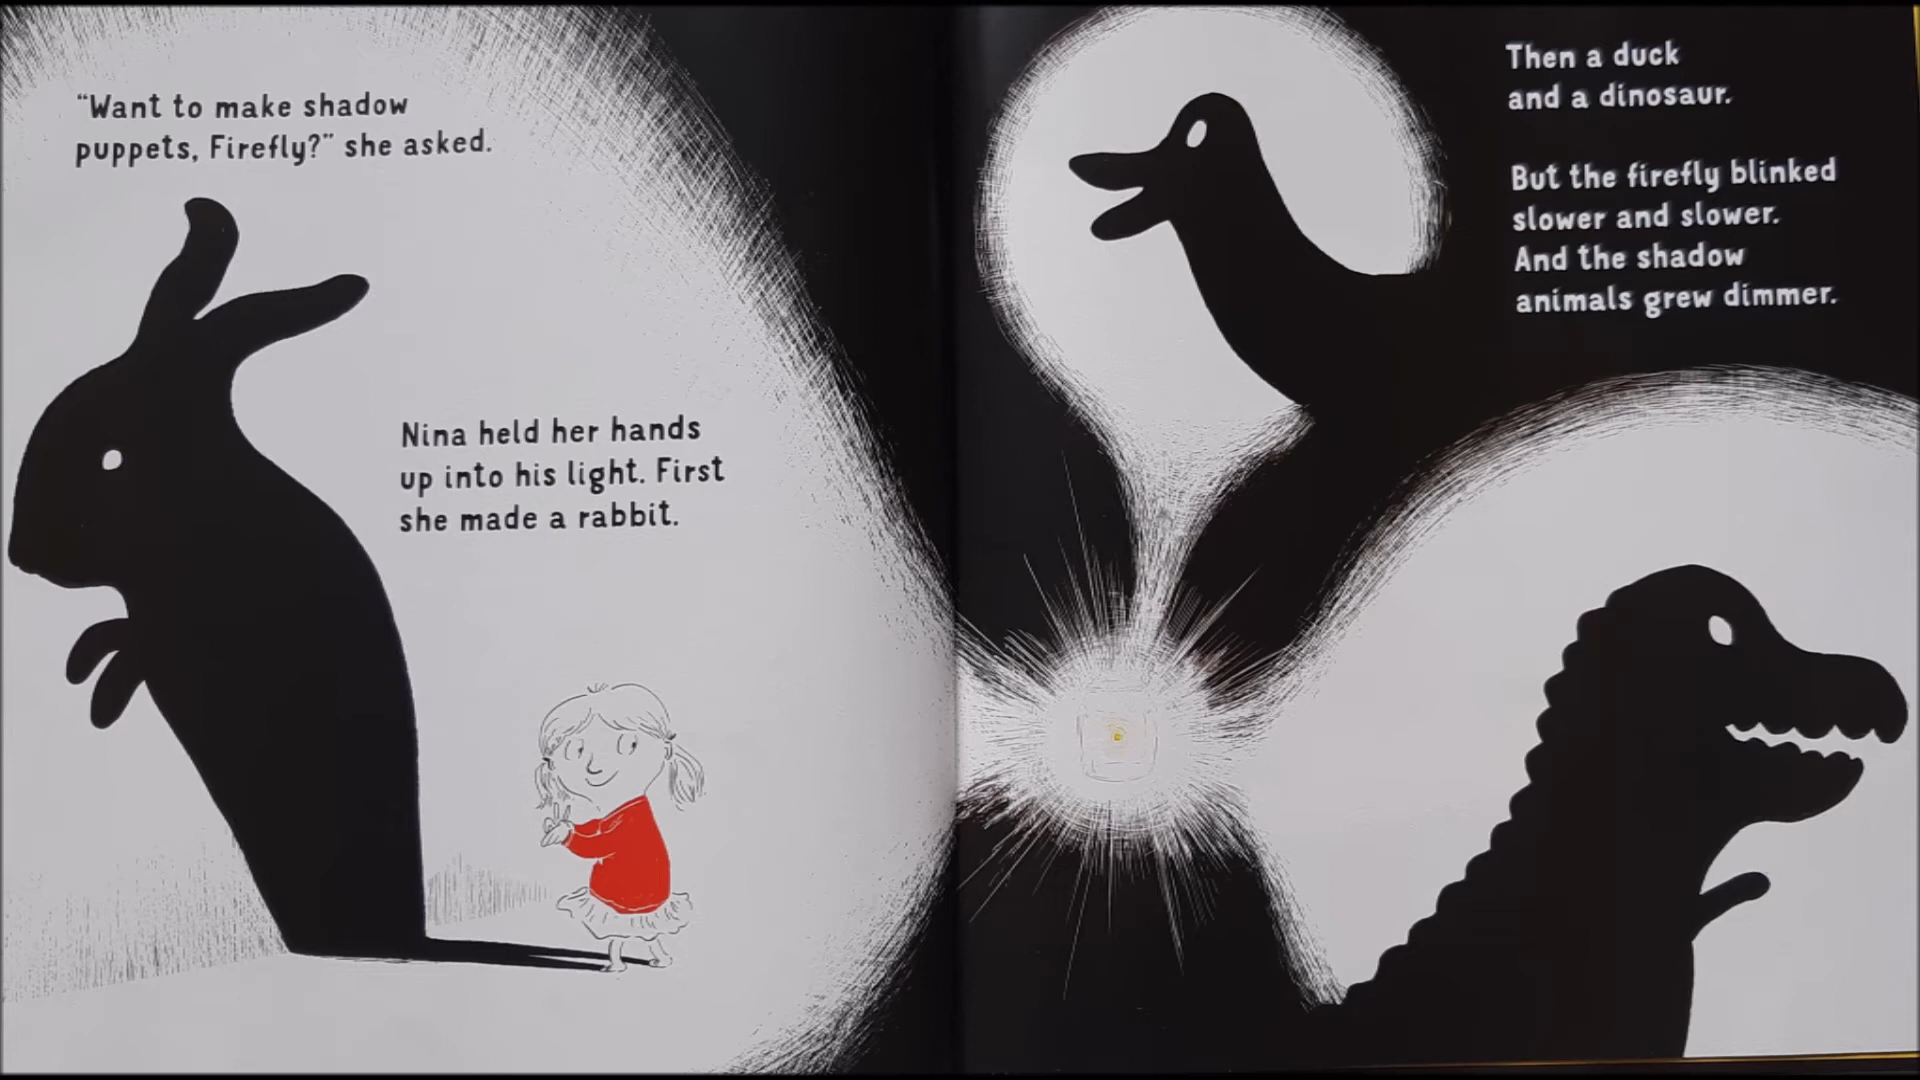 “Want to make shadow
puppets, Firefly?” she asked.
Nina held her hands
up into his light. First
she made a rabbit.
Then a duck
and a dinosaur.
But the firefly blinked
slower and slower.
And the shadow
animals grew dimmer.